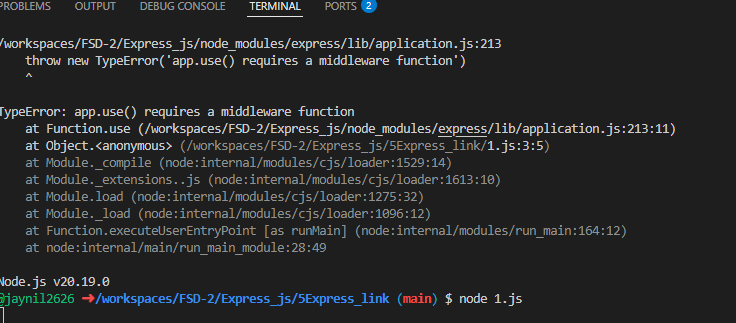 PROBLEMS OUTPUT DEBUG CONSOLE TERMINAL PORTS 2
/workspaces/FSD-2/Express_js/node_modules/express/lib/application.js:213
    throw new TypeError('app.use() requires a middleware function')
    ^
TypeError: app.use() requires a middleware function
    at Function.use (/workspaces/FSD-2/Express_js/node_modules/express/lib/application.js:213:11)
    at Object.<anonymous> (/workspaces/FSD-2/Express_js/5Express_link/1.js:3:5)
    at Module._compile (node:internal/modules/cjs/loader:1529:14)
    at Module._extensions..js (node:internal/modules/cjs/loader:1613:10)
    at Module.load (node:internal/modules/cjs/loader:1275:32)
    at Module._load (node:internal/modules/cjs/loader:1096:12)
    at Function.executeUserEntryPoint [as runMain] (node:internal/modules/run_main:164:12)
    at node:internal/main/run_main_module:28:49
Node.js v20.19.0
@jaynil2626 ➜/workspaces/FSD-2/Express_js/5Express_link (main) $ node 1.js